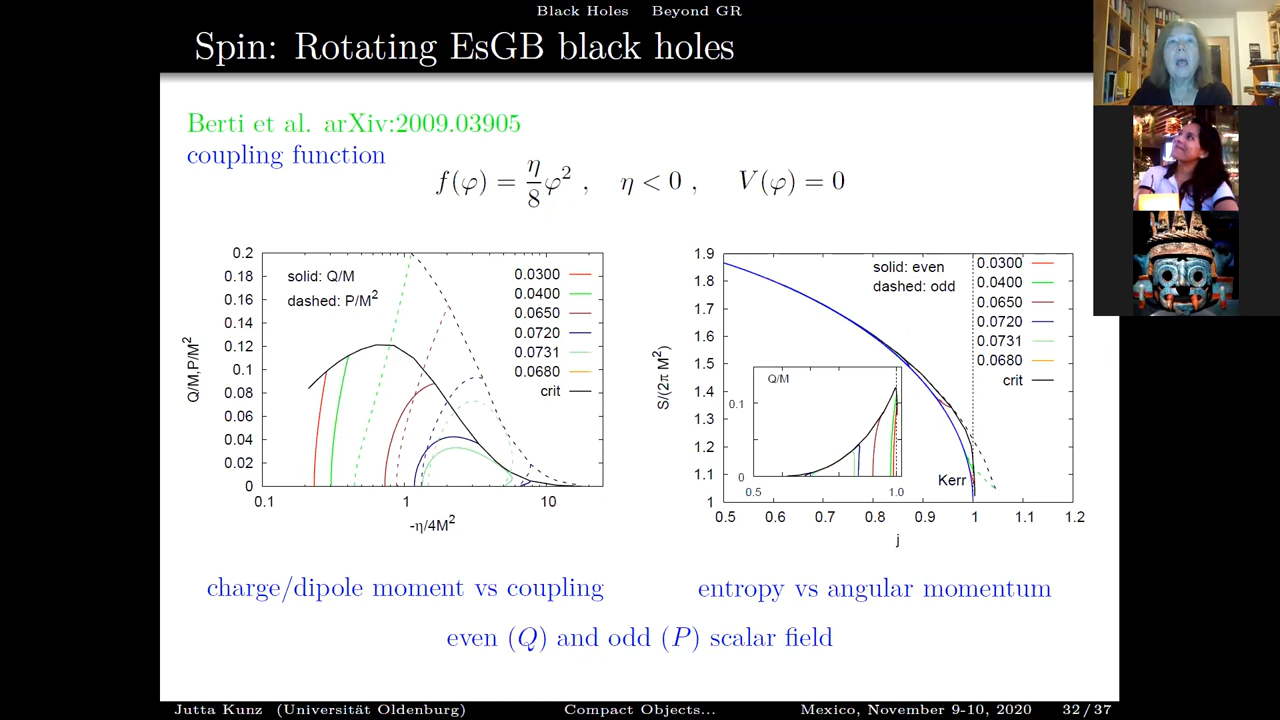 Black Holes Beyond GR
Spin: Rotating EsGB black holes
Berti et al. arXiv:2009.03905
coupling function
f(φ) = η/8 φ² , η < 0 , V(φ) = 0
0.2
0.18
0.16
0.14
0.12
0.1
0.08
0.06
0.04
0.02
0
Q/M,P/M²
solid: Q/M
dashed: P/M²
0.0300
0.0400
0.0650
0.0720
0.0731
0.0680
crit
0.1 1 10
-η/4M²
1.9
1.8
1.7
1.6
1.5
1.4
1.3
1.2
1.1
1
S/(2π M²)
solid: even
dashed: odd
0.0300
0.0400
0.0650
0.0720
0.0731
0.0680
crit
Q/M
0.1
0
0.5 1.0
Kerr
0.5 0.6 0.7 0.8 0.9 1 1.1 1.2
j
charge/dipole moment vs coupling
entropy vs angular momentum
even (Q) and odd (P) scalar field
Jutta Kunz (Universität Oldenburg) Compact Objects... Mexico, November 9-10, 2020 32/37